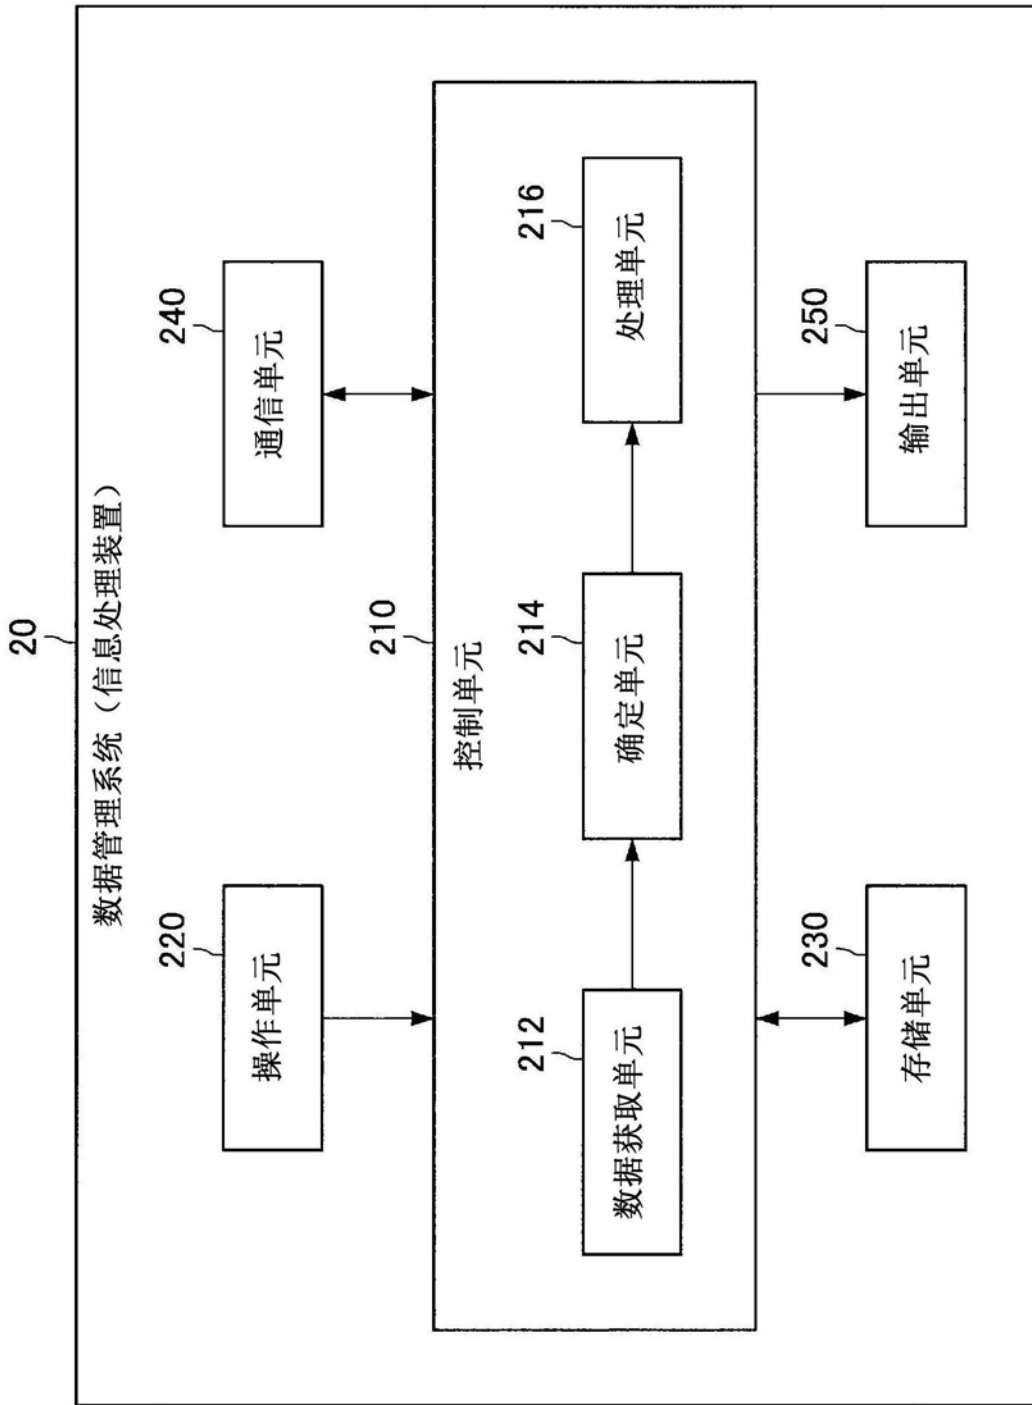 20
数据管理系统（信息处理装置）
220
操作单元
240
通信单元
210
控制单元
212
数据获取单元
214
确定单元
216
处理单元
230
存储单元
250
输出单元